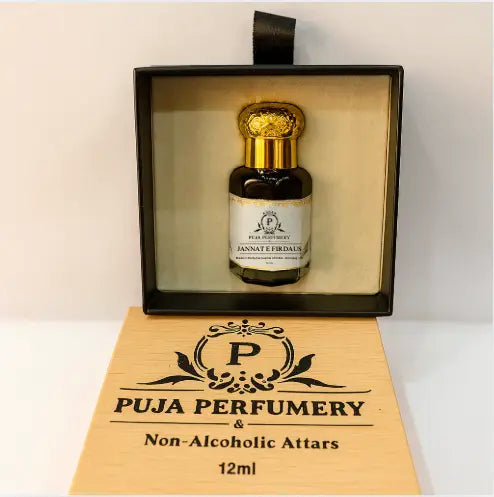 P
PUJA PERFUMERY
&
JANNAT E FIRDAUS
P
PUJA PERFUMERY
&
Non-Alcoholic Attars
12ml